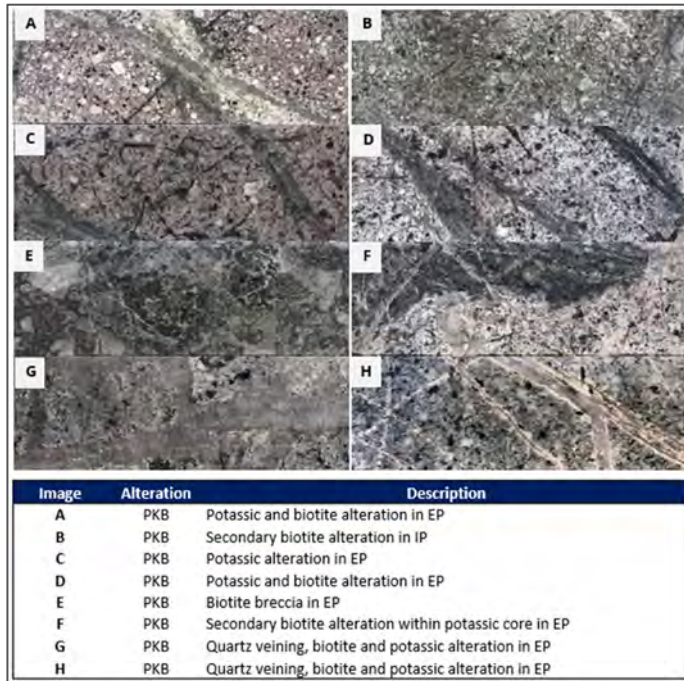 A
B
C
D
E
F
G
H
Image Alteration Description
A PKB Potassic and biotite alteration in EP
B PKB Secondary biotite alteration in IP
C PKB Potassic alteration in EP
D PKB Potassic and biotite alteration in EP
E PKB Biotite breccia in EP
F PKB Secondary biotite alteration within potassic core in EP
G PKB Quartz veining, biotite and potassic alteration in EP
H PKB Quartz veining, biotite and potassic alteration in EP